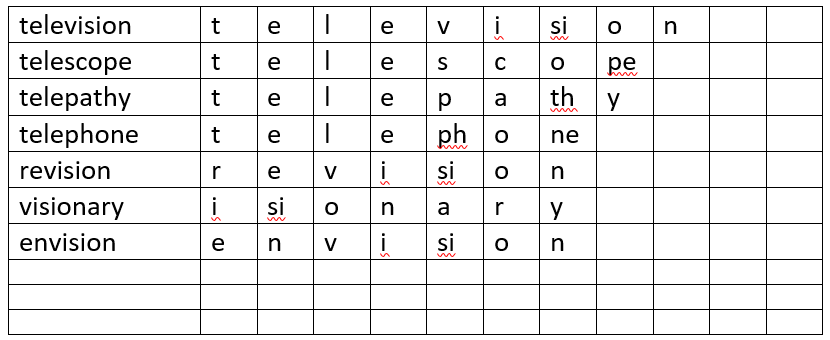 television t e l e v i si o n
telescope t e l e s c o pe
telepathy t e l e p a th y
telephone t e l e ph o ne
revision r e v i si o n
visionary i si o n a r y
envision e n v i si o n